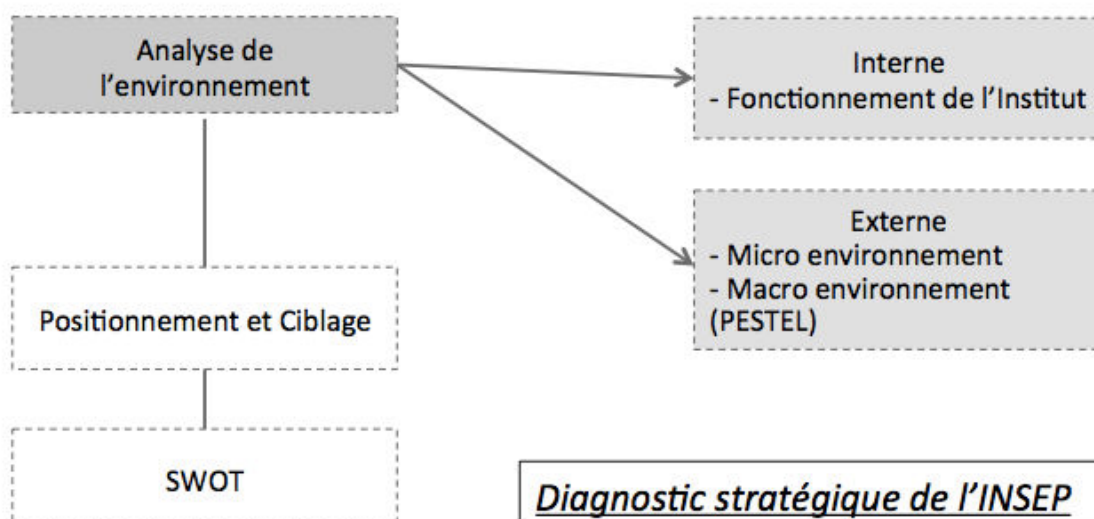 Analyse de
l'environnement
Interne
- Fonctionnement de l'Institut
Externe
- Micro environnement
- Macro environnement
(PESTEL)
Positionnement et Ciblage
SWOT
Diagnostic stratégique de l'INSEP